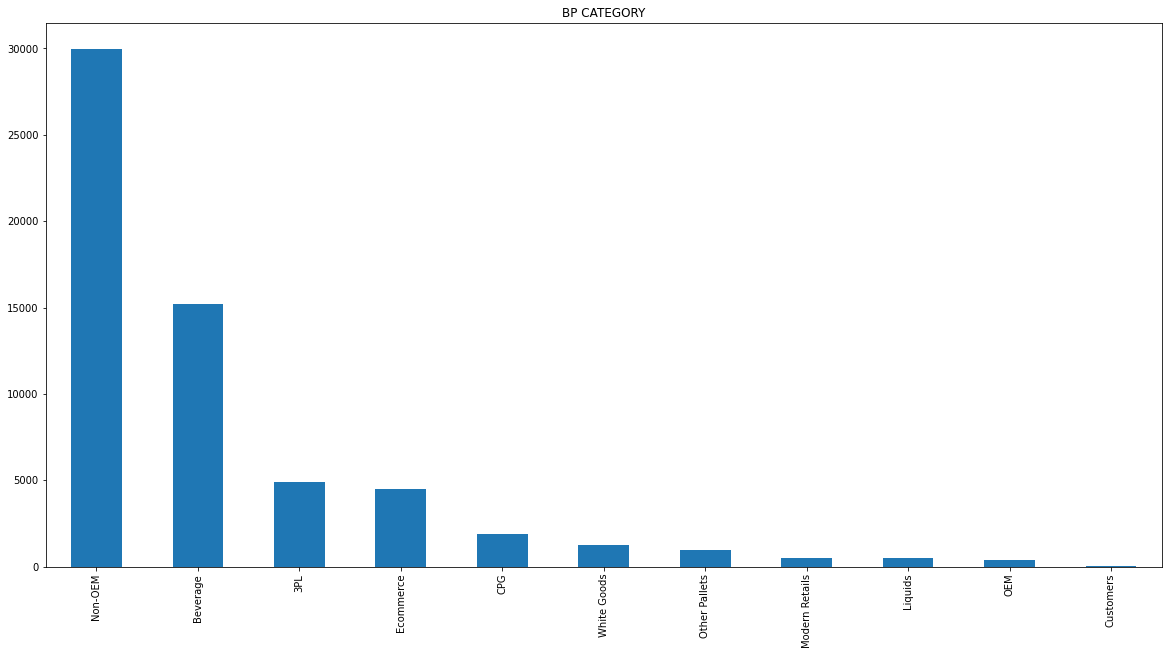 BP CATEGORY
30000
25000
20000
15000
10000
5000
0
Non-OEM
Beverage
3PL
Ecommerce
CPG
White Goods
Other Pallets
Modern Retails
Liquids
OEM
Customers